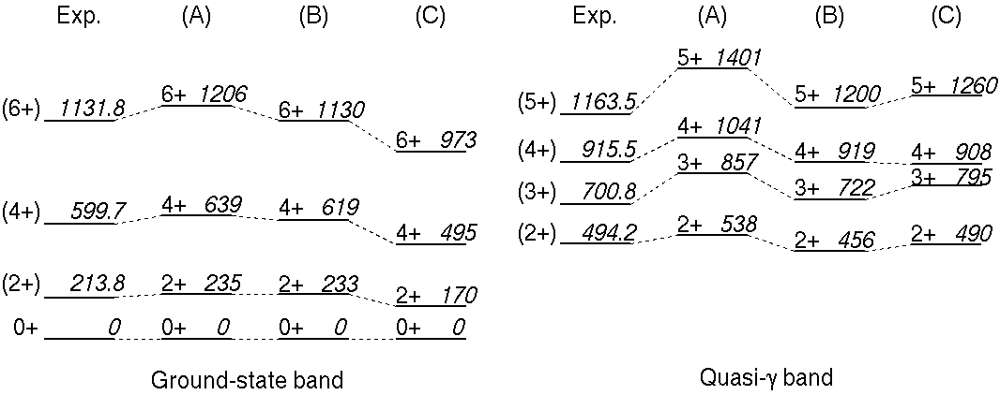 Exp. (A) (B) (C)
(6+) 1131.8 6+ 1206 6+ 1130 6+ 973
(4+) 599.7 4+ 639 4+ 619 4+ 495
(2+) 213.8 2+ 235 2+ 233 2+ 170
0+ 0 0+ 0 0+ 0 0+ 0
Ground-state band
Exp. (A) (B) (C)
(5+) 1163.5 5+ 1401 5+ 1200 5+ 1260
(4+) 915.5 4+ 1041 4+ 919 4+ 908
(3+) 700.8 3+ 857 3+ 722 3+ 795
(2+) 494.2 2+ 538 2+ 456 2+ 490
Quasi-γ band